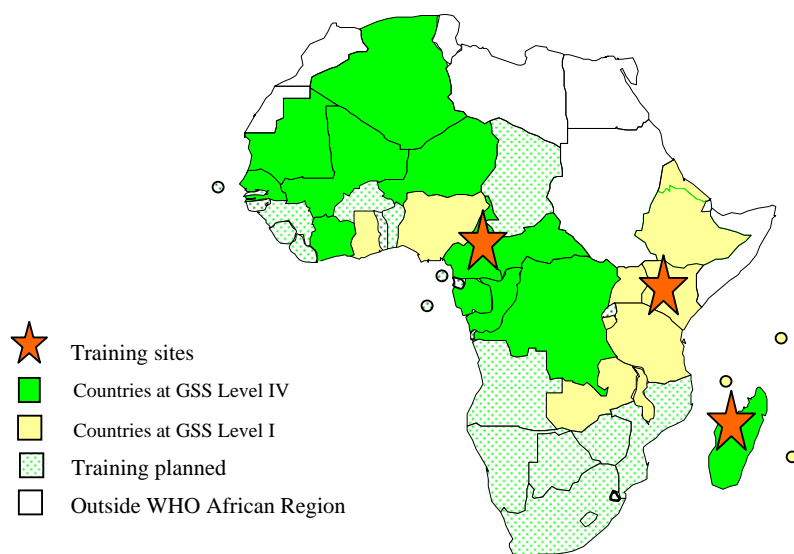 Training sites
Countries at GSS Level IV
Countries at GSS Level I
Training planned
Outside WHO African Region